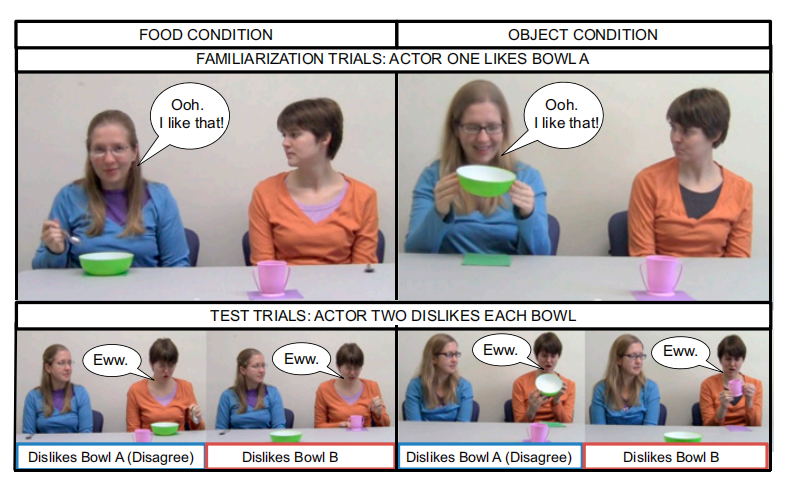 FOOD CONDITION
OBJECT CONDITION
FAMILIARIZATION TRIALS: ACTOR ONE LIKES BOWL A
Ooh.
I like that!
Ooh.
I like that!
TEST TRIALS: ACTOR TWO DISLIKES EACH BOWL
Eww.
Eww.
Eww.
Eww.
Dislikes Bowl A (Disagree)
Dislikes Bowl B
Dislikes Bowl A (Disagree)
Dislikes Bowl B